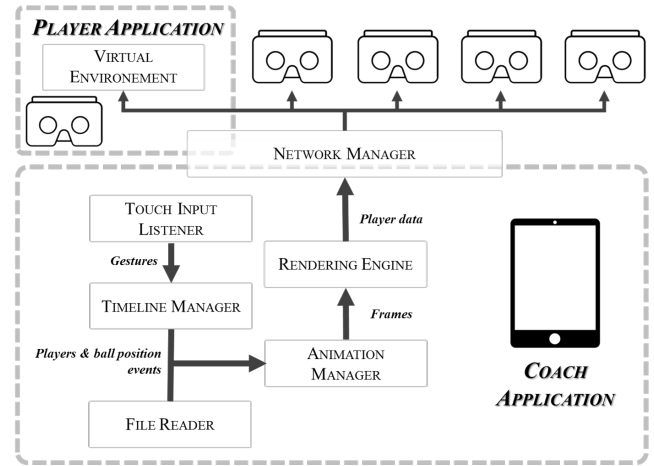 PLAYER APPLICATION
VIRTUAL
ENVIRONEMENT
NETWORK MANAGER
TOUCH INPUT
LISTENER
Player data
Gestures
RENDERING ENGINE
TIMELINE MANAGER
Frames
Players & ball position
events
ANIMATION
MANAGER
COACH
APPLICATION
FILE READER